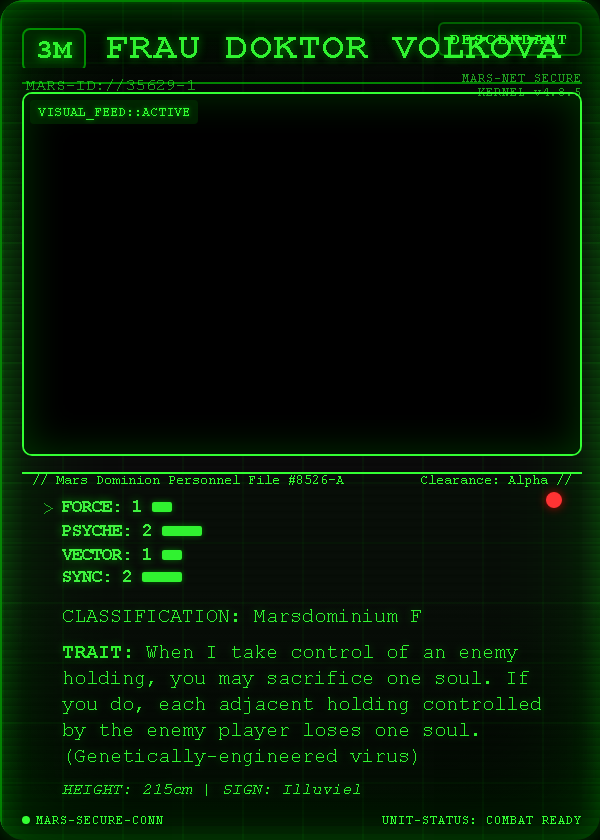 3M FRAU DOKTOR VOLKOVA
DESCENDANT
MARS-ID://35629-1
MARS-NET SECURE
KERNEL v4.8.5
VISUAL_FEED::ACTIVE
// Mars Dominion Personnel File #8526-A Clearance: Alpha //
> FORCE: 1
PSYCHE: 2
VECTOR: 1
SYNC: 2
CLASSIFICATION: Marsdominium F
TRAIT: When I take control of an enemy
holding, you may sacrifice one soul. If
you do, each adjacent holding controlled
by the enemy player loses one soul.
(Genetically-engineered virus)
HEIGHT: 215cm | SIGN: Illuviel
MARS-SECURE-CONN UNIT-STATUS: COMBAT READY